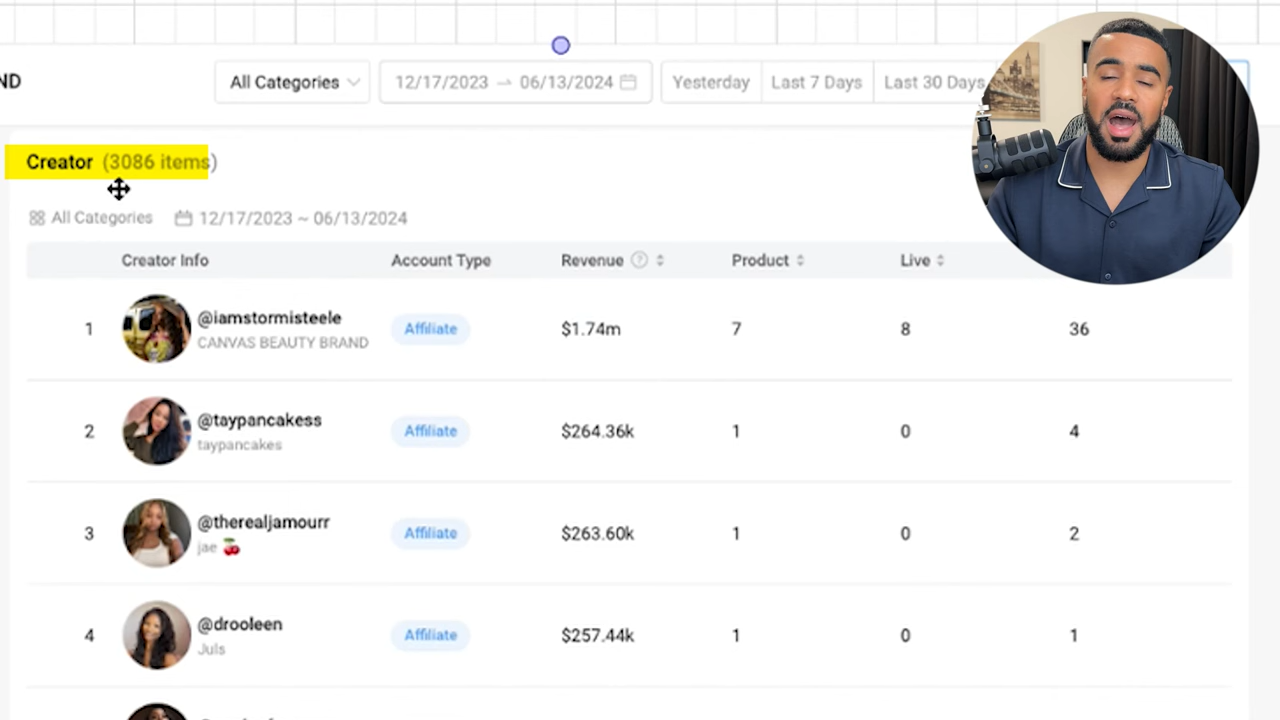 ND
All Categories
12/17/2023 → 06/13/2024
Yesterday
Last 7 Days
Last 30 Days
Creator (3086 items)
All Categories 12/17/2023 ~ 06/13/2024
Creator Info Account Type Revenue ? Product Live
1 @iamstormisteele Affiliate $1.74m 7 8 36
CANVAS BEAUTY BRAND
2 @taypancakess Affiliate $264.36k 1 0 4
taypancakes
3 @therealjamourr Affiliate $263.60k 1 0 2
jae 🍒
4 @drooleen Affiliate $257.44k 1 0 1
Juls